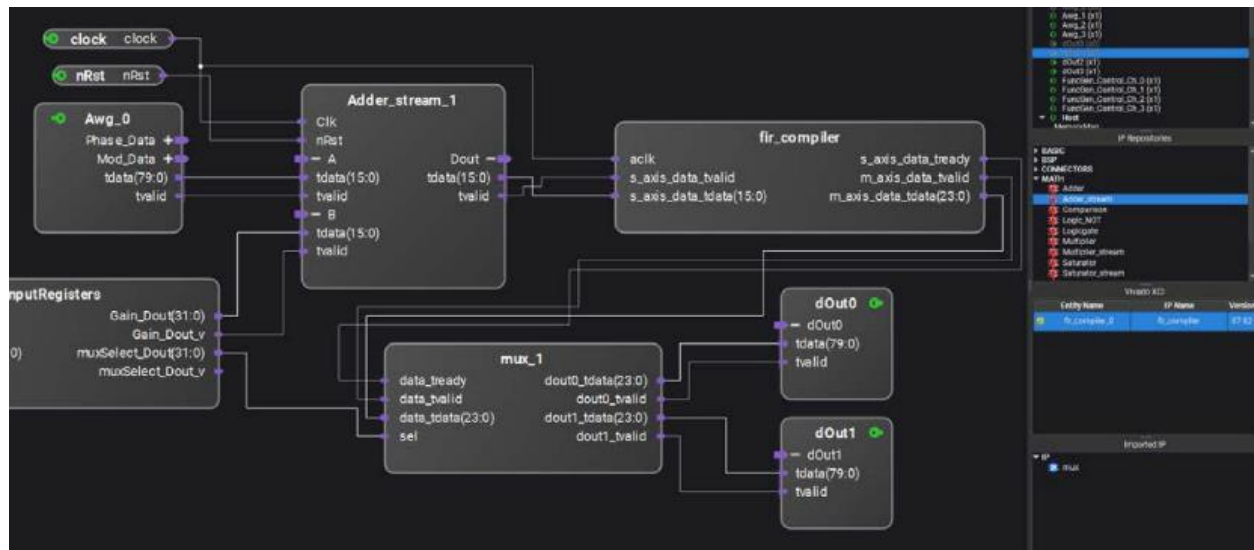 clock clock
nRst nRst
Awg_0
Phase_Data +
Mod_Data +
tdata(79:0)
tvalid
Adder_stream_1
Clk
nRst
− A
Dout −
tdata(15:0) tdata(15:0)
tvalid tvalid
− B
tdata(15:0)
tvalid
fir_compiler
aclk s_axis_data_tready
s_axis_data_tvalid m_axis_data_tvalid
s_axis_data_tdata(15:0) m_axis_data_tdata(23:0)
nputRegisters
Gain_Dout(31:0)
Gain_Dout_v
0) muxSelect_Dout(31:0)
muxSelect_Dout_v
mux_1
data_tready dout0_tdata(23:0)
data_tvalid dout0_tvalid
data_tdata(23:0) dout1_tdata(23:0)
sel dout1_tvalid
dOut0
− dOut0
tdata(79:0)
tvalid
dOut1
− dOut1
tdata(79:0)
tvalid
Awg_1 (x1)
Awg_2 (x1)
Awg_3 (x1)
dOut2 (x1)
dOut3 (x1)
FuncGen_Control_Ch_0 (x1)
FuncGen_Control_Ch_1 (x1)
FuncGen_Control_Ch_2 (x1)
FuncGen_Control_Ch_3 (x1)
Host
IP Repositories
BASIC
BSP
CONNECTORS
MATH
Adder
Adder_stream
Comparison
Logic_NOT
Logicgate
Multiplier
Multiplier_stream
Saturator
Saturator_stream
Vivado XCI
Entity Name IP Name Version
fir_compiler_0 fir_compiler
Imported IP
IP
mux